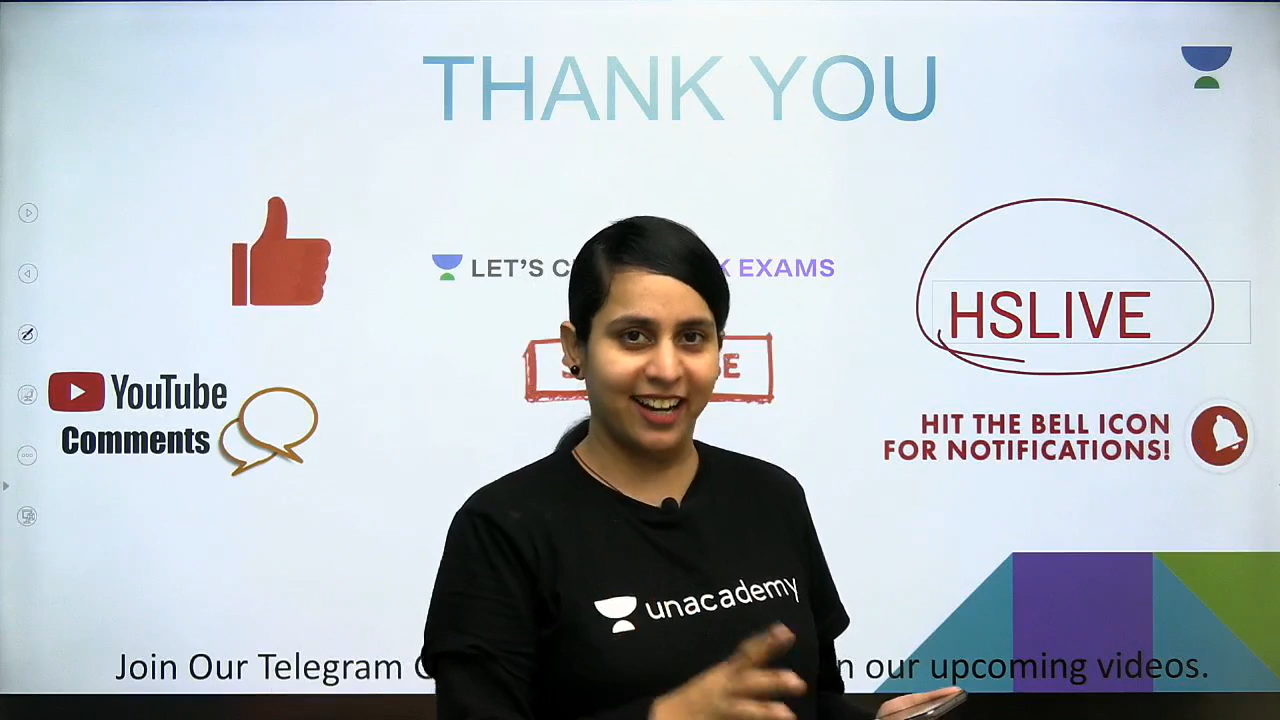 THANK YOU
LET'S C K EXAMS
HSLIVE
YouTube
Comments
HIT THE BELL ICON
FOR NOTIFICATIONS!
unacademy
Join Our Telegram our upcoming videos.